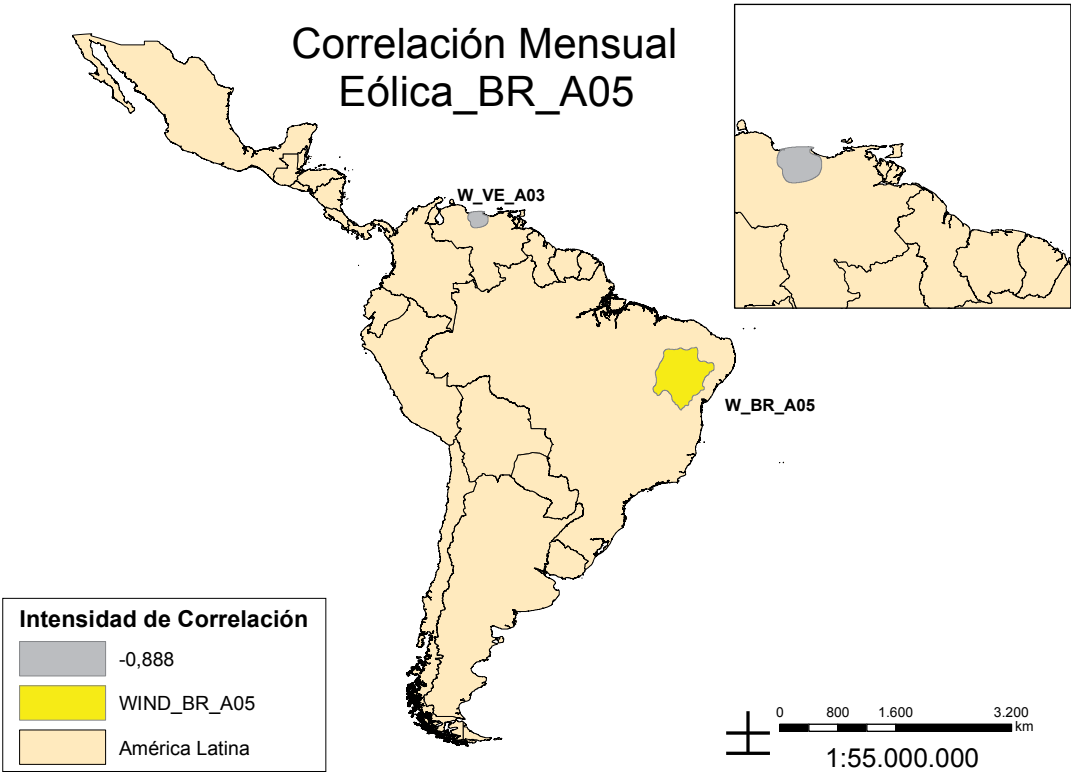 Correlación Mensual
Eólica_BR_A05
W_VE_A03
W_BR_A05
Intensidad de Correlación
-0,888
WIND_BR_A05
América Latina
0 800 1.600 3.200
km
1:55.000.000